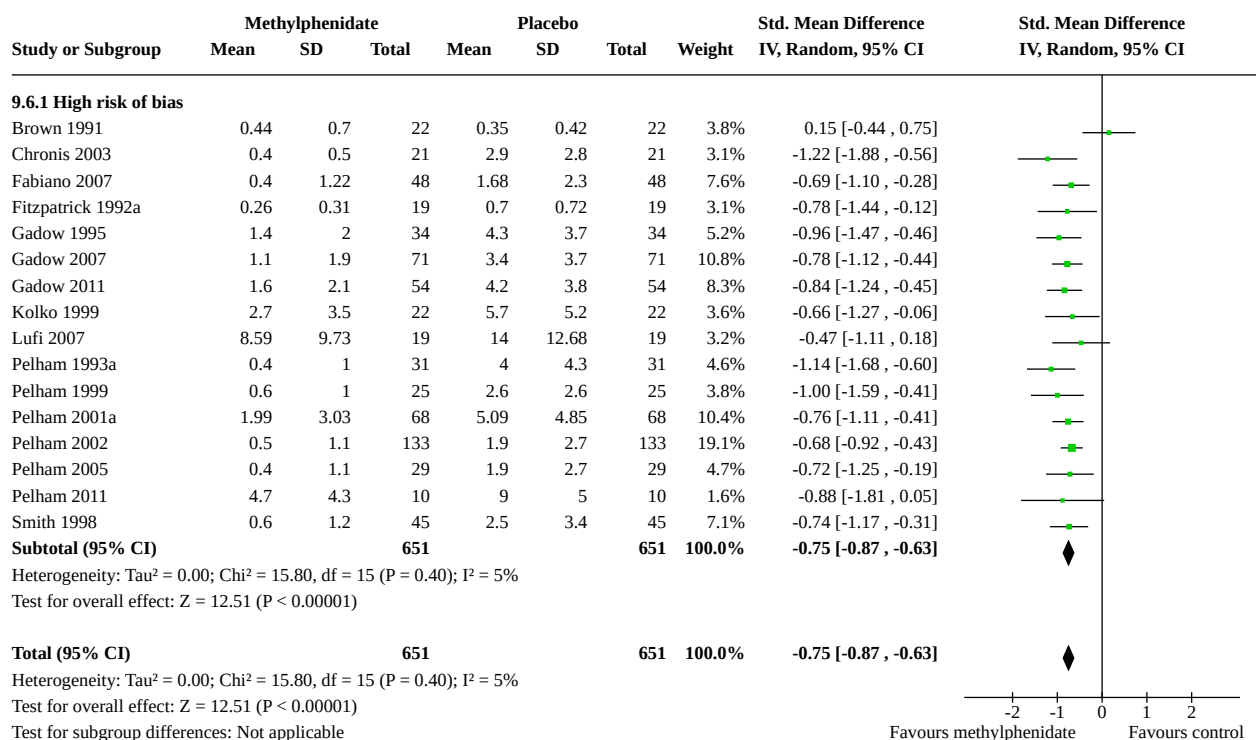 Methylphenidate Placebo Std. Mean Difference Std. Mean Difference
Study or Subgroup Mean SD Total Mean SD Total Weight IV, Random, 95% CI IV, Random, 95% CI
9.6.1 High risk of bias
Brown 1991 0.44 0.7 22 0.35 0.42 22 3.8% 0.15 [-0.44 , 0.75]
Chronis 2003 0.4 0.5 21 2.9 2.8 21 3.1% -1.22 [-1.88 , -0.56]
Fabiano 2007 0.4 1.22 48 1.68 2.3 48 7.6% -0.69 [-1.10 , -0.28]
Fitzpatrick 1992a 0.26 0.31 19 0.7 0.72 19 3.1% -0.78 [-1.44 , -0.12]
Gadow 1995 1.4 2 34 4.3 3.7 34 5.2% -0.96 [-1.47 , -0.46]
Gadow 2007 1.1 1.9 71 3.4 3.7 71 10.8% -0.78 [-1.12 , -0.44]
Gadow 2011 1.6 2.1 54 4.2 3.8 54 8.3% -0.84 [-1.24 , -0.45]
Kolko 1999 2.7 3.5 22 5.7 5.2 22 3.6% -0.66 [-1.27 , -0.06]
Lufi 2007 8.59 9.73 19 14 12.68 19 3.2% -0.47 [-1.11 , 0.18]
Pelham 1993a 0.4 1 31 4 4.3 31 4.6% -1.14 [-1.68 , -0.60]
Pelham 1999 0.6 1 25 2.6 2.6 25 3.8% -1.00 [-1.59 , -0.41]
Pelham 2001a 1.99 3.03 68 5.09 4.85 68 10.4% -0.76 [-1.11 , -0.41]
Pelham 2002 0.5 1.1 133 1.9 2.7 133 19.1% -0.68 [-0.92 , -0.43]
Pelham 2005 0.4 1.1 29 1.9 2.7 29 4.7% -0.72 [-1.25 , -0.19]
Pelham 2011 4.7 4.3 10 9 5 10 1.6% -0.88 [-1.81 , 0.05]
Smith 1998 0.6 1.2 45 2.5 3.4 45 7.1% -0.74 [-1.17 , -0.31]
Subtotal (95% CI) 651 651 100.0% -0.75 [-0.87 , -0.63]
Heterogeneity: Tau² = 0.00; Chi² = 15.80, df = 15 (P = 0.40); I² = 5%
Test for overall effect: Z = 12.51 (P < 0.00001)
Total (95% CI) 651 651 100.0% -0.75 [-0.87 , -0.63]
Heterogeneity: Tau² = 0.00; Chi² = 15.80, df = 15 (P = 0.40); I² = 5%
Test for overall effect: Z = 12.51 (P < 0.00001) -2 -1 0 1 2
Test for subgroup differences: Not applicable Favours methylphenidate Favours control